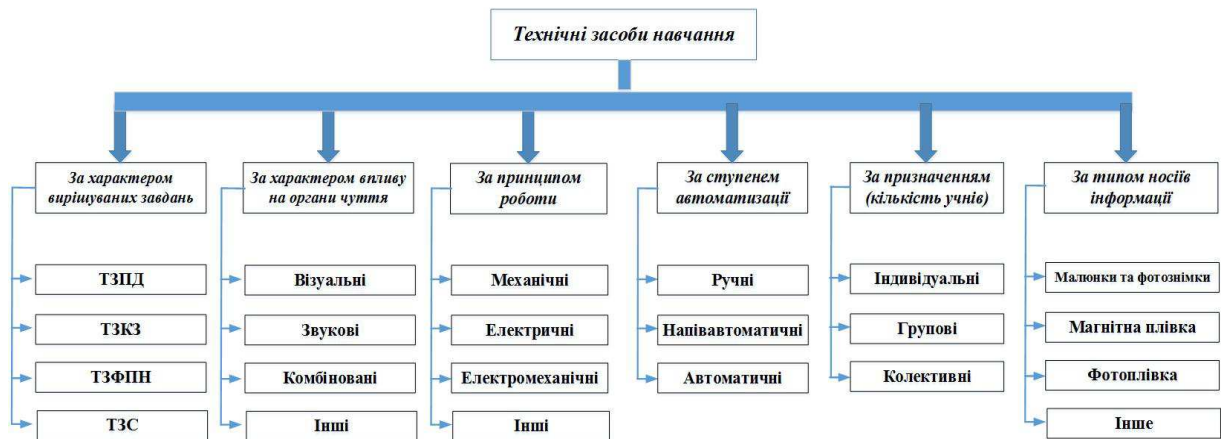 Технічні засоби навчання
За характером
вирішуваних завдань
ТЗПД
ТЗКЗ
ТЗФПН
ТЗС
За характером впливу
на органи чуття
Візуальні
Звукові
Комбіновані
Інші
За принципом
роботи
Механічні
Електричні
Електромеханічні
Інші
За ступенем
автоматизації
Ручні
Напівавтоматичні
Автоматичні
За призначенням
(кількість учнів)
Індивідуальні
Групові
Колективні
За типом носіїв
інформації
Малюнки та фотознімки
Магнітна плівка
Фотоплівка
Інше